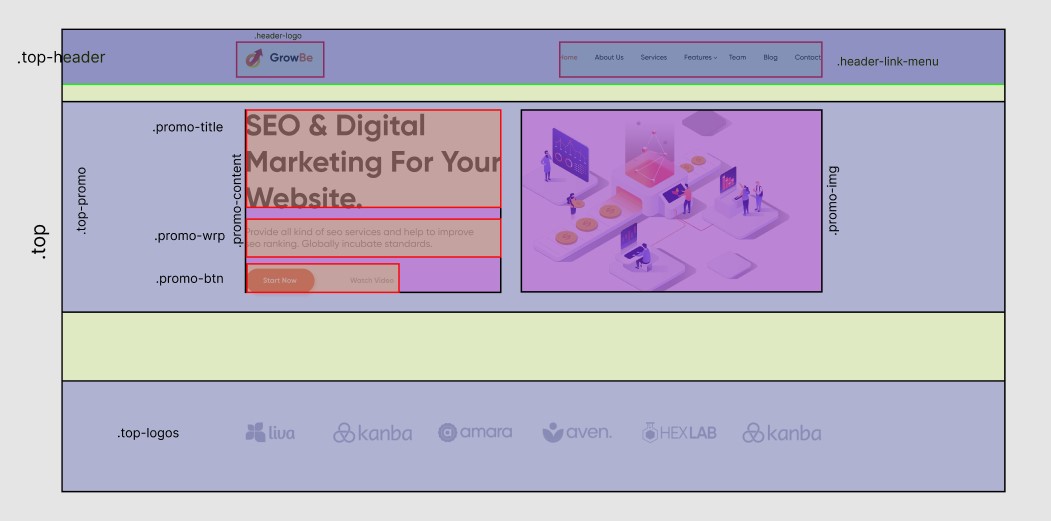 .header-logo
.top-header
GrowBe
Home
About Us
Services
Features
Team
Blog
Contact
.header-link-menu
.top
.top-promo
.promo-title
.promo-content
SEO & Digital
Marketing For Your
Website.
.promo-wrp
Provide all kind of seo services and help to improve
seo ranking. Globally incubate standards.
.promo-btn
Start Now
Watch Video
.promo-img
.top-logos
liva
kanba
amara
aven.
HEXLAB
kanba